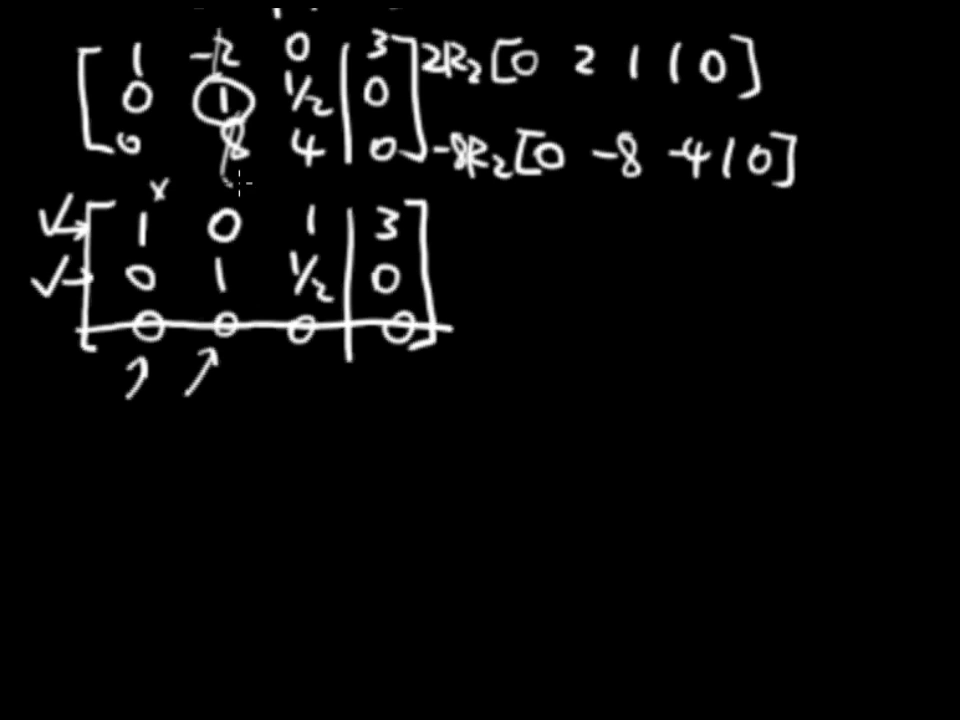 [ 1 -2 0 | 3 ] 2R₂ [0 2 1 | 0]
[ 0 1 1/2 | 0 ]
[ 0 8 4 | 0 ] -8R₂ [0 -8 -4 | 0]
x
✓→ [ 1 0 1 | 3 ]
✓→ [ 0 1 1/2 | 0 ]
[ 0 0 0 | 0 ]